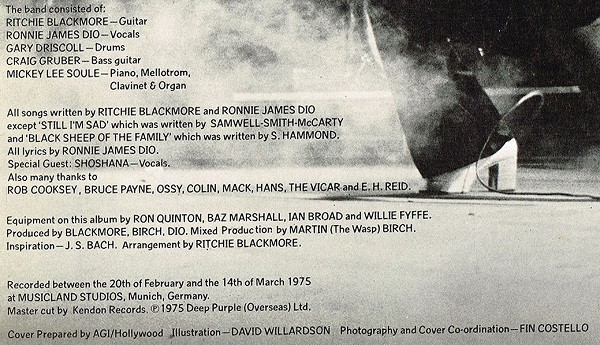 The band consisted of:
RITCHIE BLACKMORE—Guitar
RONNIE JAMES DIO—Vocals
GARY DRISCOLL—Drums
CRAIG GRUBER—Bass guitar
MICKEY LEE SOULE—Piano, Mellotrom,
Clavinet & Organ
All songs written by RITCHIE BLACKMORE and RONNIE JAMES DIO
except 'STILL I'M SAD' which was written by SAMWELL-SMITH-McCARTY
and 'BLACK SHEEP OF THE FAMILY' which was written by S. HAMMOND.
All lyrics by RONNIE JAMES DIO.
Special Guest: SHOSHANA—Vocals.
Also many thanks to
ROB COOKSEY, BRUCE PAYNE, OSSY, COLIN, MACK, HANS, THE VICAR and E. H. REID.
Equipment on this album by RON QUINTON, BAZ MARSHALL, IAN BROAD and WILLIE FYFFE.
Produced by BLACKMORE, BIRCH, DIO. Mixed Production by MARTIN (The Wasp) BIRCH.
Inspiration—J. S. BACH. Arrangement by RITCHIE BLACKMORE.
Recorded between the 20th of February and the 14th of March 1975
at MUSICLAND STUDIOS, Munich, Germany.
Master cut by Kendon Records. ℗ 1975 Deep Purple (Overseas) Ltd.
Cover Prepared by AGI/Hollywood Illustration—DAVID WILLARDSON Photography and Cover Co-ordination—FIN COSTELLO